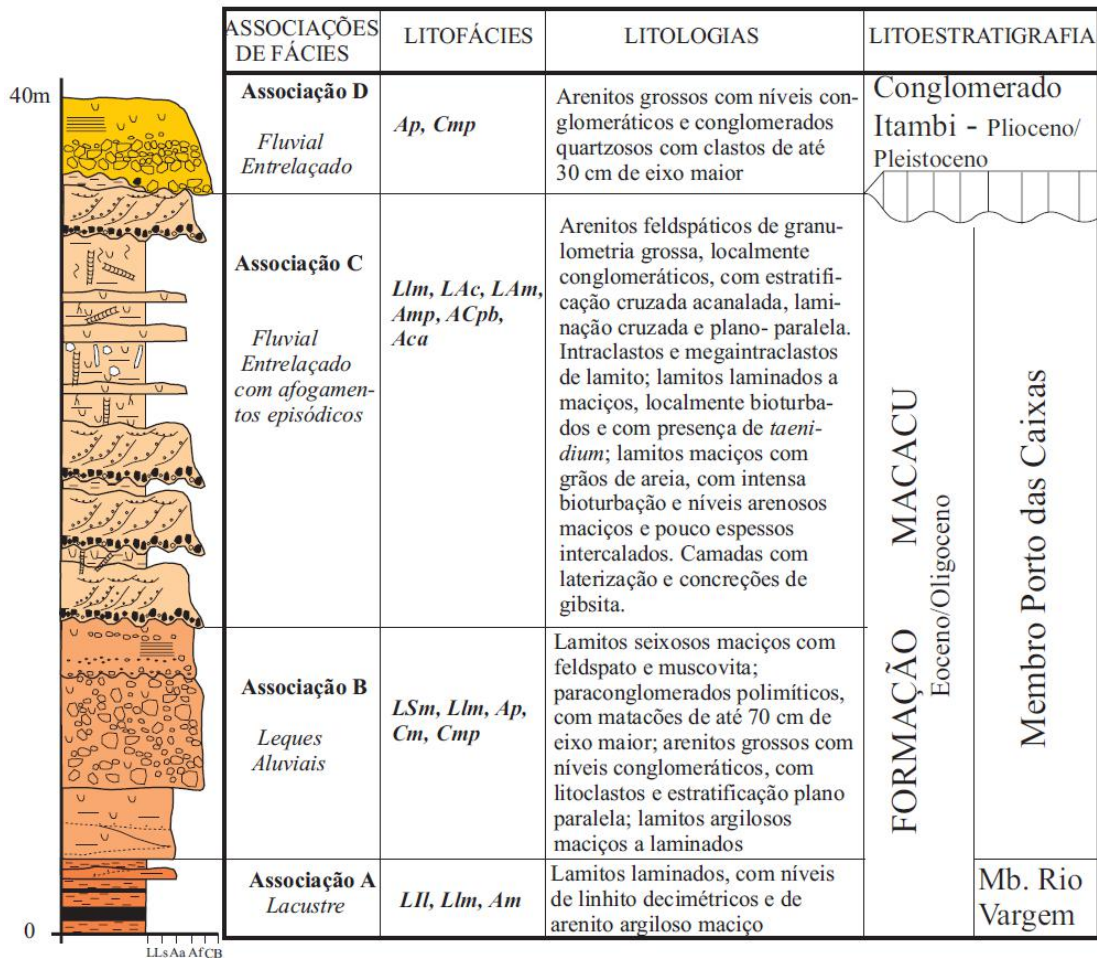 ASSOCIAÇÕES
DE FÁCIES
LITOFÁCIES
LITOLOGIAS
LITOESTRATIGRAFIA
40m
Associação D
Fluvial
Entrelaçado
Ap, Cmp
Arenitos grossos com níveis con-
glomeráticos e conglomerados
quartzosos com clastos de até
30 cm de eixo maior
Conglomerado
Itambi - Plioceno/
Pleistoceno
Associação C
Fluvial
Entrelaçado
com afogamen-
tos episódicos
Llm, LAc, LAm,
Amp, ACpb,
Aca
Arenitos feldspáticos de granu-
lometria grossa, localmente
conglomeráticos, com estratifi-
cação cruzada acanalada, lami-
nação cruzada e plano- paralela.
Intraclastos e megaintraclastos
de lamito; lamitos laminados a
maciços, localmente bioturba-
dos e com presença de taeni-
dium; lamitos maciços com
grãos de areia, com intensa
bioturbação e níveis arenosos
maciços e pouco espessos
intercalados. Camadas com
laterização e concreções de
gibsita.
FORMAÇÃO MACACU
Eoceno/Oligoceno
Membro Porto das Caixas
Associação B
Leques
Aluviais
LSm, Llm, Ap,
Cm, Cmp
Lamitos seixosos maciços com
feldspato e muscovita;
paraconglomerados polimíticos,
com matacões de até 70 cm de
eixo maior; arenitos grossos com
níveis conglomeráticos, com
litoclastos e estratificação plano
paralela; lamitos argilosos
maciços a laminados
Associação A
Lacustre
LIl, Llm, Am
Lamitos laminados, com níveis
de linhito decimétricos e de
arenito argiloso maciço
Mb. Rio
Vargem
0
LLsAa AfCB